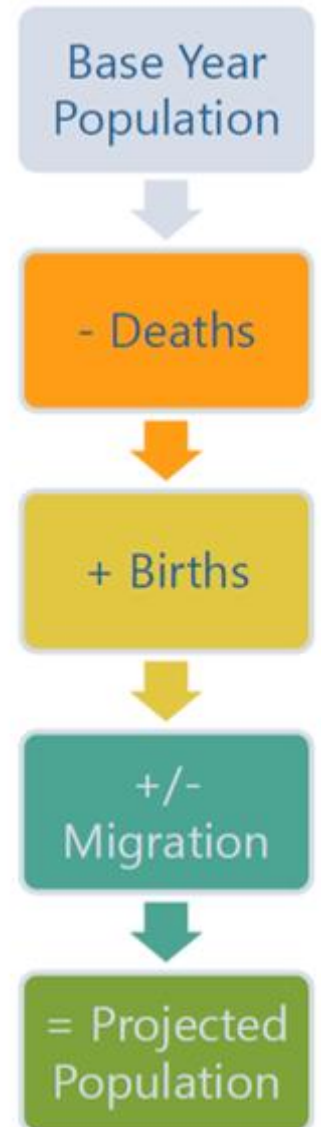 Base Year
Population
- Deaths
+ Births
+/-
Migration
= Projected
Population